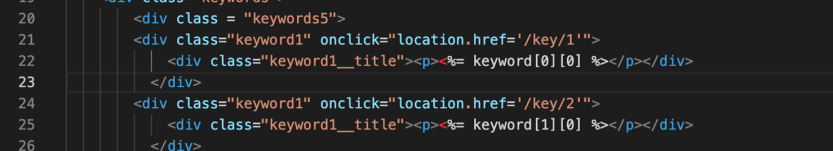 20 <div class = "keywords5">
21 <div class="keyword1" onclick="location.href='/key/1'">
22 <div class="keyword1__title"><p><%= keyword[0][0] %></p></div>
23 </div>
24 <div class="keyword1" onclick="location.href='/key/2'">
25 <div class="keyword1__title"><p><%= keyword[1][0] %></p></div>
26 </div>